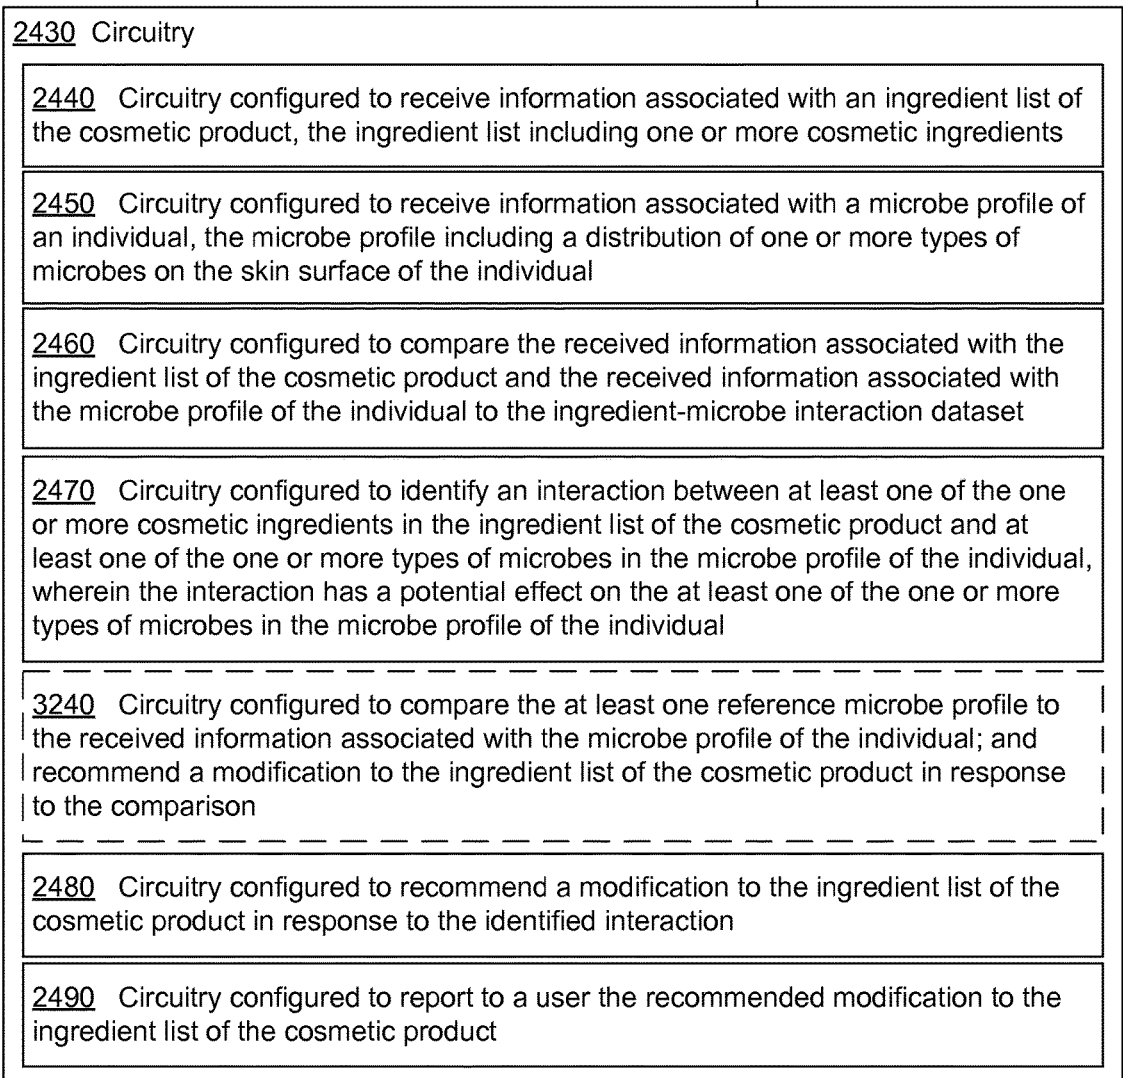 2430 Circuitry
2440 Circuitry configured to receive information associated with an ingredient list of
the cosmetic product, the ingredient list including one or more cosmetic ingredients
2450 Circuitry configured to receive information associated with a microbe profile of
an individual, the microbe profile including a distribution of one or more types of
microbes on the skin surface of the individual
2460 Circuitry configured to compare the received information associated with the
ingredient list of the cosmetic product and the received information associated with
the microbe profile of the individual to the ingredient-microbe interaction dataset
2470 Circuitry configured to identify an interaction between at least one of the one
or more cosmetic ingredients in the ingredient list of the cosmetic product and at
least one of the one or more types of microbes in the microbe profile of the individual,
wherein the interaction has a potential effect on the at least one of the one or more
types of microbes in the microbe profile of the individual
3240 Circuitry configured to compare the at least one reference microbe profile to
the received information associated with the microbe profile of the individual; and
recommend a modification to the ingredient list of the cosmetic product in response
to the comparison
2480 Circuitry configured to recommend a modification to the ingredient list of the
cosmetic product in response to the identified interaction
2490 Circuitry configured to report to a user the recommended modification to the
ingredient list of the cosmetic product